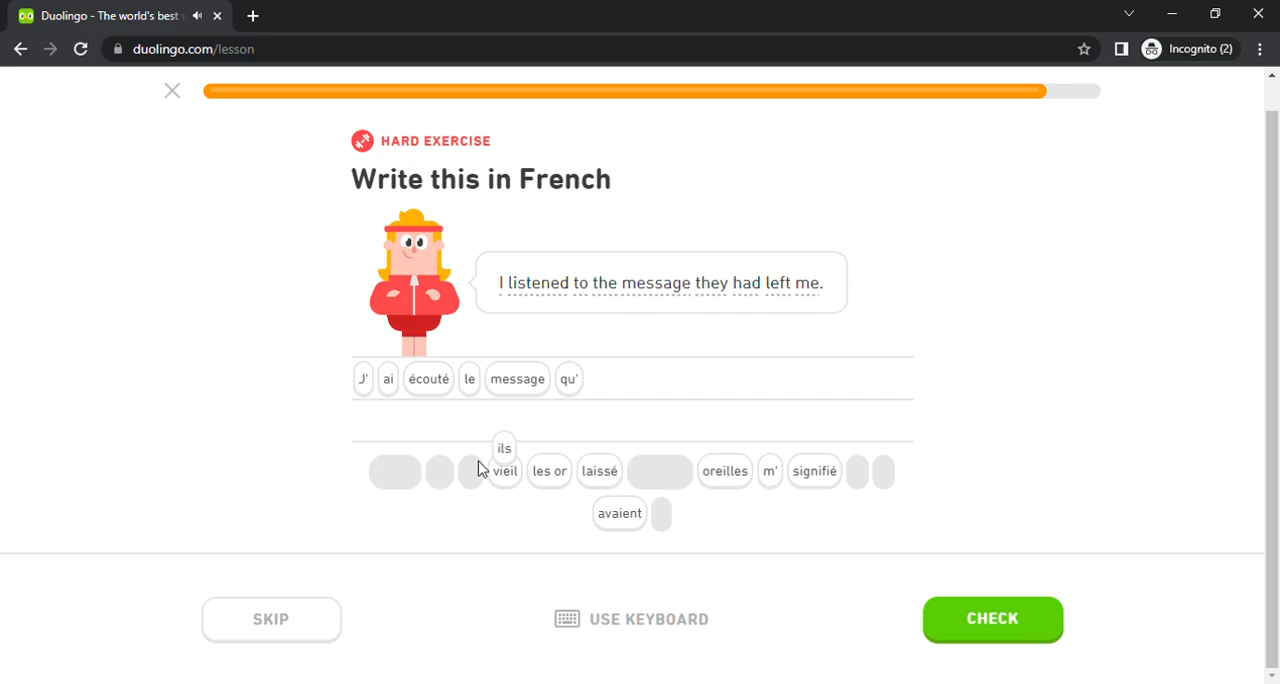 Duolingo - The world's best
duolingo.com/lesson
Incognito (2)
HARD EXERCISE
Write this in French
I listened to the message they had left me.
J' ai écouté le message qu'
ils
vieil les or laissé oreilles m' signifié
avaient
SKIP
USE KEYBOARD
CHECK